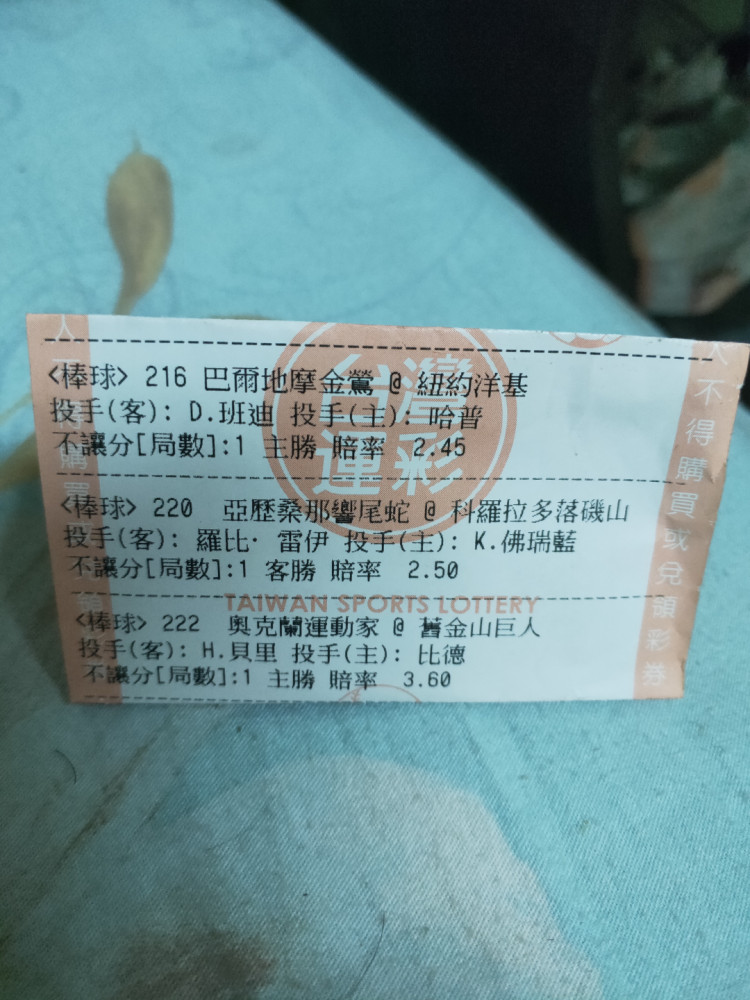 <棒球> 216 巴爾地摩金鶯 @ 紐約洋基
投手(客): D.班迪 投手(主): 哈普
不讓分[局數]:1 主勝 賠率 2.45
<棒球> 220 亞歷桑那響尾蛇 @ 科羅拉多落磯山
投手(客): 羅比· 雷伊 投手(主): K.佛瑞藍
不讓分[局數]:1 客勝 賠率 2.50
TAIWAN SPORTS LOTTERY
<棒球> 222 奧克蘭運動家 @ 舊金山巨人
投手(客): H.貝里 投手(主): 比德
不讓分[局數]:1 主勝 賠率 3.60
台灣運彩
人不得購買或兌領彩券